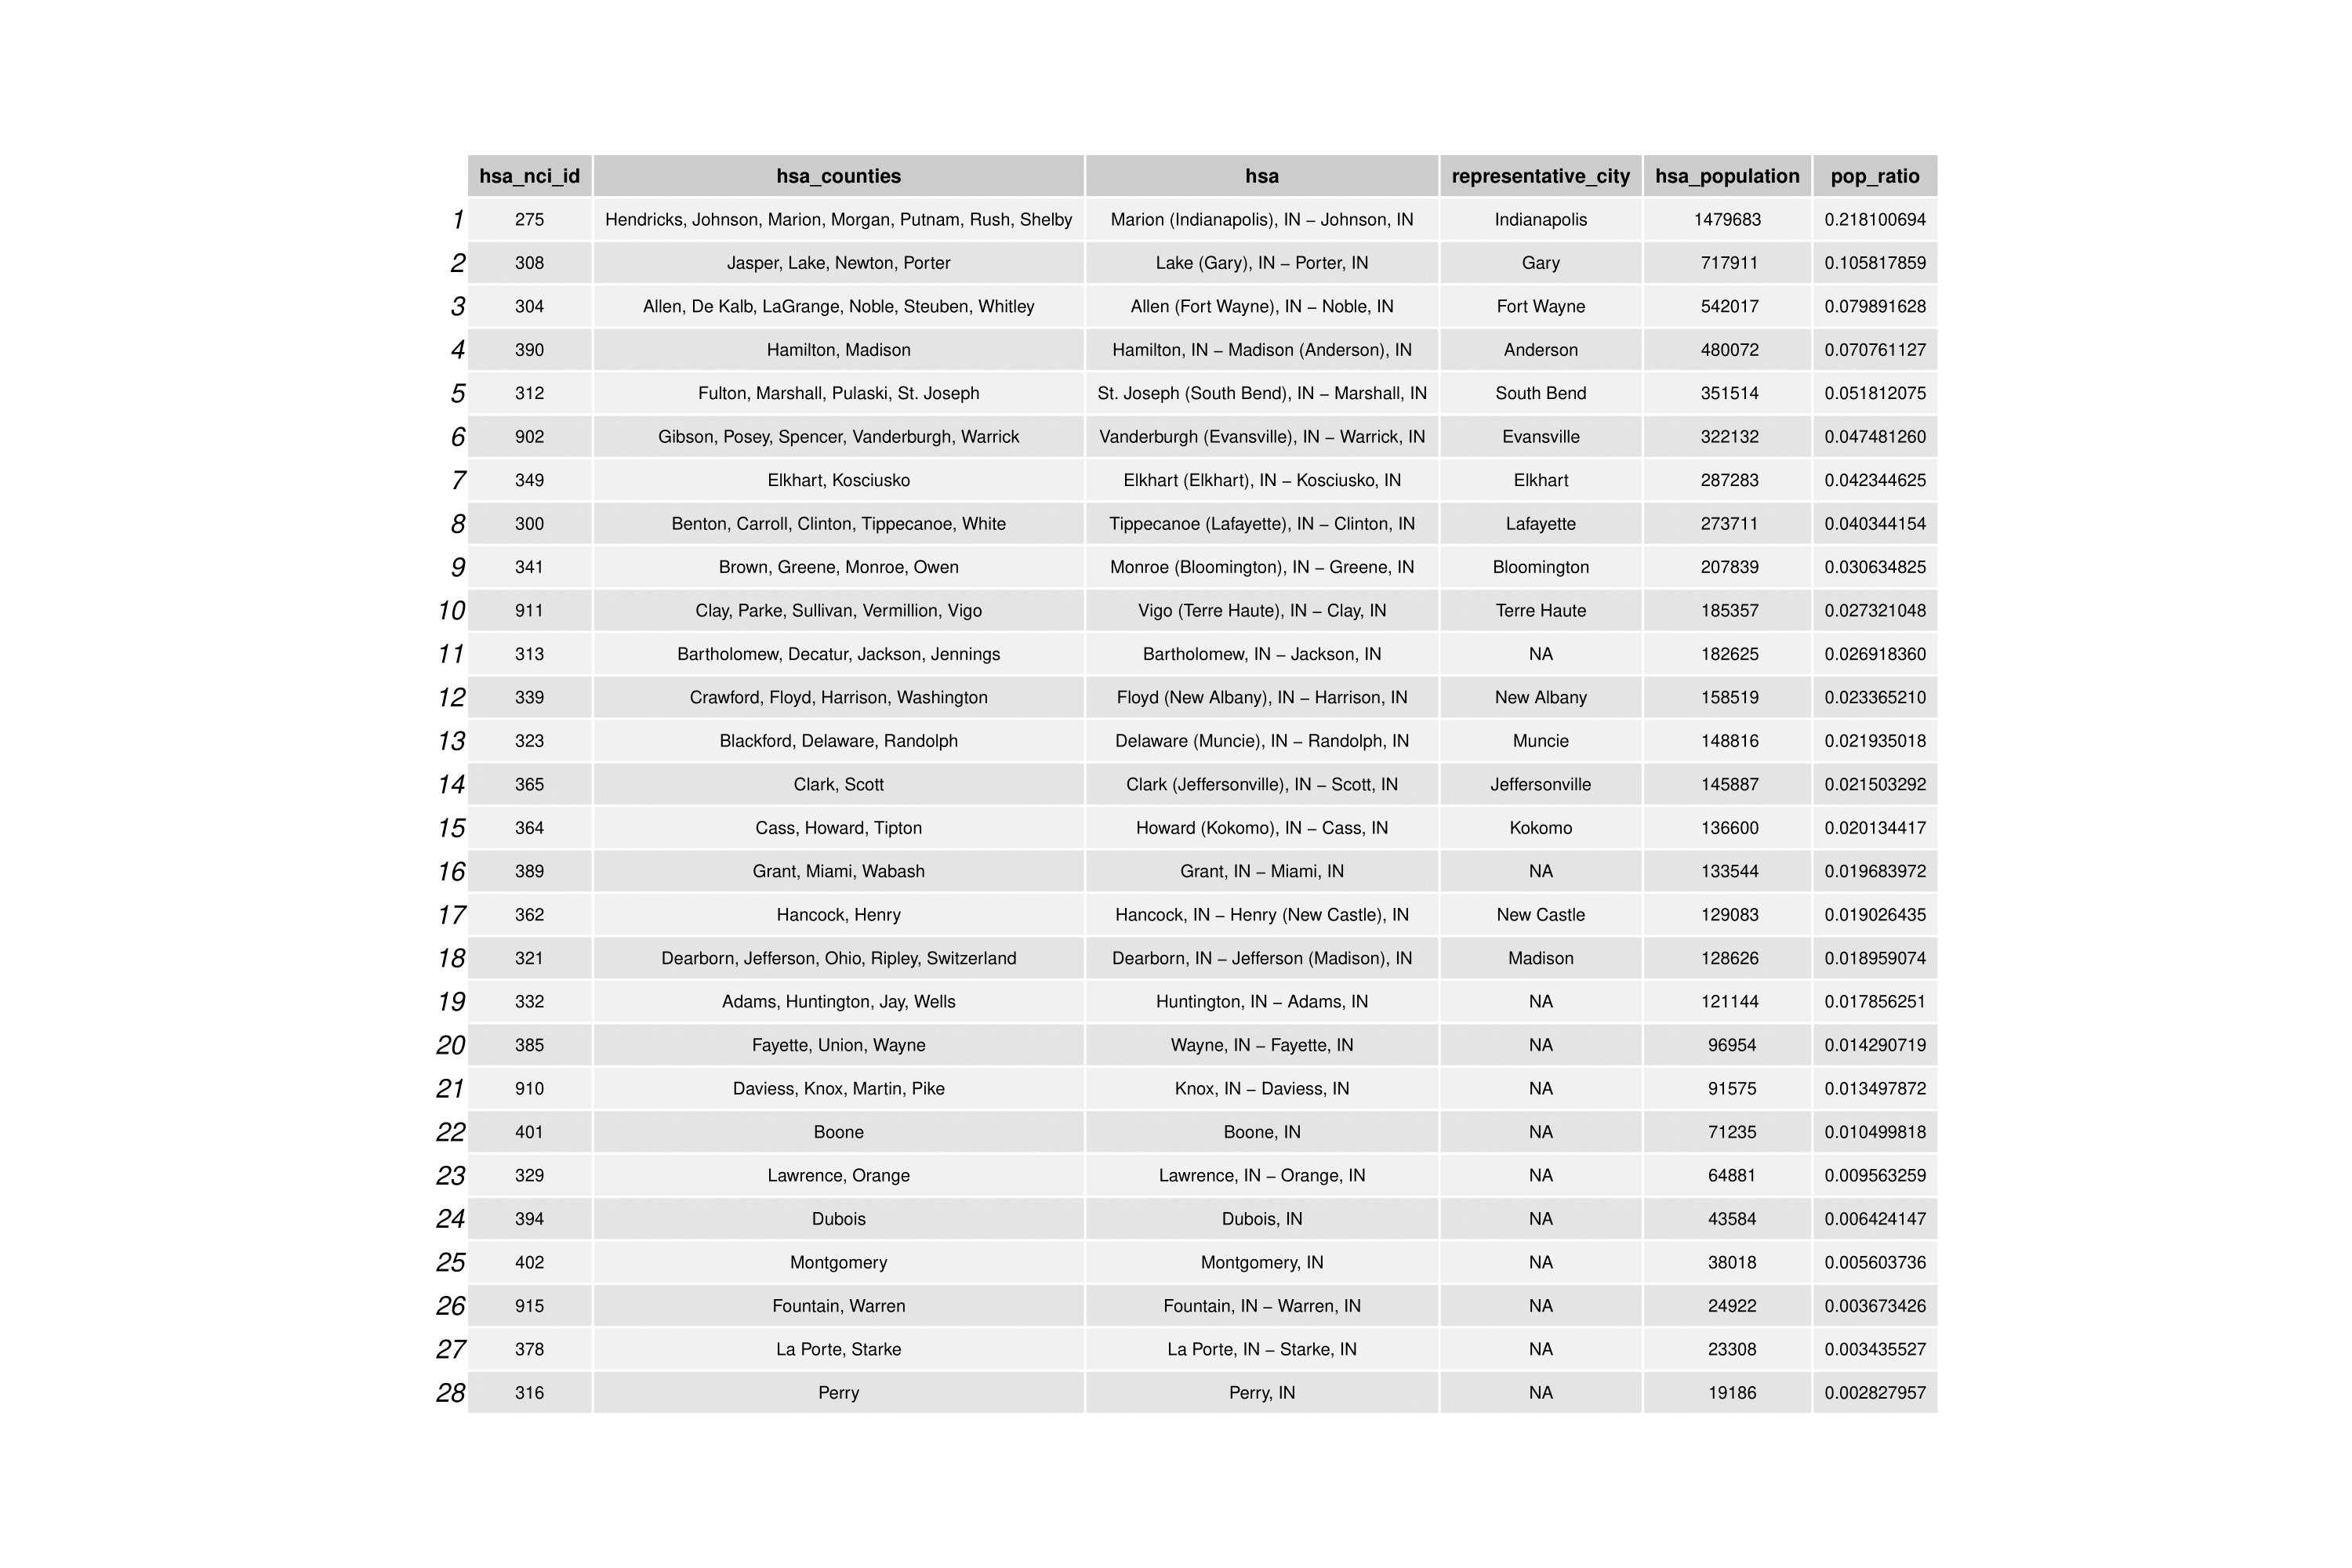 hsa_nci_id hsa_counties hsa representative_city hsa_population pop_ratio
1 275 Hendricks, Johnson, Marion, Morgan, Putnam, Rush, Shelby Marion (Indianapolis), IN − Johnson, IN Indianapolis 1479683 0.218100694
2 308 Jasper, Lake, Newton, Porter Lake (Gary), IN − Porter, IN Gary 717911 0.105817859
3 304 Allen, De Kalb, LaGrange, Noble, Steuben, Whitley Allen (Fort Wayne), IN − Noble, IN Fort Wayne 542017 0.079891628
4 390 Hamilton, Madison Hamilton, IN − Madison (Anderson), IN Anderson 480072 0.070761127
5 312 Fulton, Marshall, Pulaski, St. Joseph St. Joseph (South Bend), IN − Marshall, IN South Bend 351514 0.051812075
6 902 Gibson, Posey, Spencer, Vanderburgh, Warrick Vanderburgh (Evansville), IN − Warrick, IN Evansville 322132 0.047481260
7 349 Elkhart, Kosciusko Elkhart (Elkhart), IN − Kosciusko, IN Elkhart 287283 0.042344625
8 300 Benton, Carroll, Clinton, Tippecanoe, White Tippecanoe (Lafayette), IN − Clinton, IN Lafayette 273711 0.040344154
9 341 Brown, Greene, Monroe, Owen Monroe (Bloomington), IN − Greene, IN Bloomington 207839 0.030634825
10 911 Clay, Parke, Sullivan, Vermillion, Vigo Vigo (Terre Haute), IN − Clay, IN Terre Haute 185357 0.027321048
11 313 Bartholomew, Decatur, Jackson, Jennings Bartholomew, IN − Jackson, IN NA 182625 0.026918360
12 339 Crawford, Floyd, Harrison, Washington Floyd (New Albany), IN − Harrison, IN New Albany 158519 0.023365210
13 323 Blackford, Delaware, Randolph Delaware (Muncie), IN − Randolph, IN Muncie 148816 0.021935018
14 365 Clark, Scott Clark (Jeffersonville), IN − Scott, IN Jeffersonville 145887 0.021503292
15 364 Cass, Howard, Tipton Howard (Kokomo), IN − Cass, IN Kokomo 136600 0.020134417
16 389 Grant, Miami, Wabash Grant, IN − Miami, IN NA 133544 0.019683972
17 362 Hancock, Henry Hancock, IN − Henry (New Castle), IN New Castle 129083 0.019026435
18 321 Dearborn, Jefferson, Ohio, Ripley, Switzerland Dearborn, IN − Jefferson (Madison), IN Madison 128626 0.018959074
19 332 Adams, Huntington, Jay, Wells Huntington, IN − Adams, IN NA 121144 0.017856251
20 385 Fayette, Union, Wayne Wayne, IN − Fayette, IN NA 96954 0.014290719
21 910 Daviess, Knox, Martin, Pike Knox, IN − Daviess, IN NA 91575 0.013497872
22 401 Boone Boone, IN NA 71235 0.010499818
23 329 Lawrence, Orange Lawrence, IN − Orange, IN NA 64881 0.009563259
24 394 Dubois Dubois, IN NA 43584 0.006424147
25 402 Montgomery Montgomery, IN NA 38018 0.005603736
26 915 Fountain, Warren Fountain, IN − Warren, IN NA 24922 0.003673426
27 378 La Porte, Starke La Porte, IN − Starke, IN NA 23308 0.003435527
28 316 Perry Perry, IN NA 19186 0.002827957